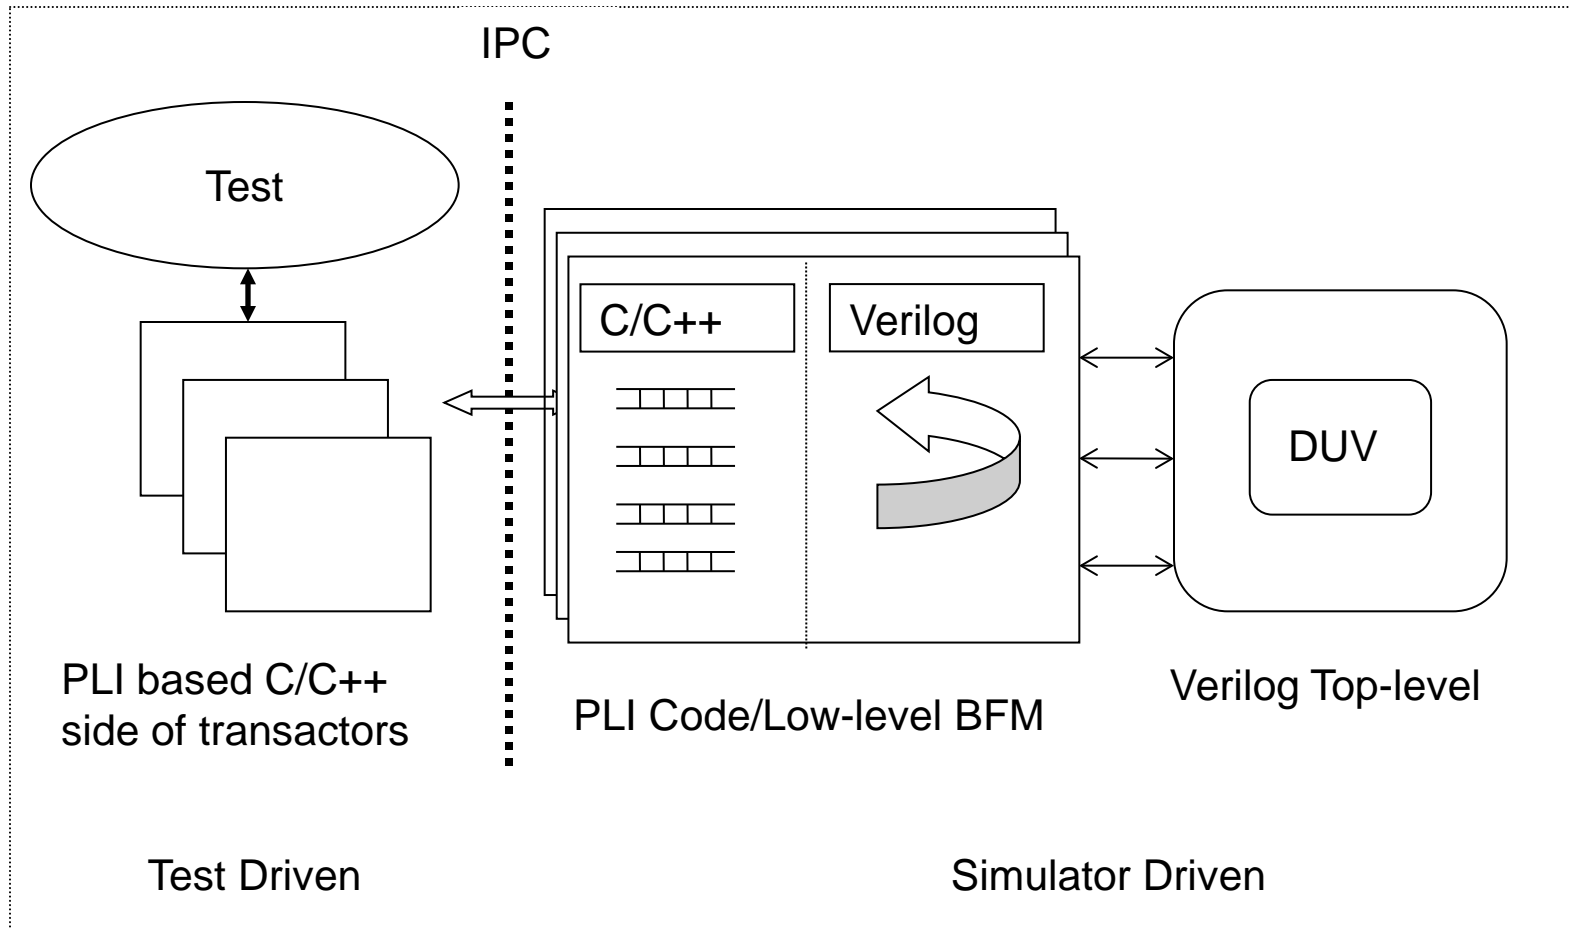 IPC
Test
C/C++
Verilog
DUV
PLI based C/C++
side of transactors
PLI Code/Low-level BFM
Verilog Top-level
Test Driven
Simulator Driven